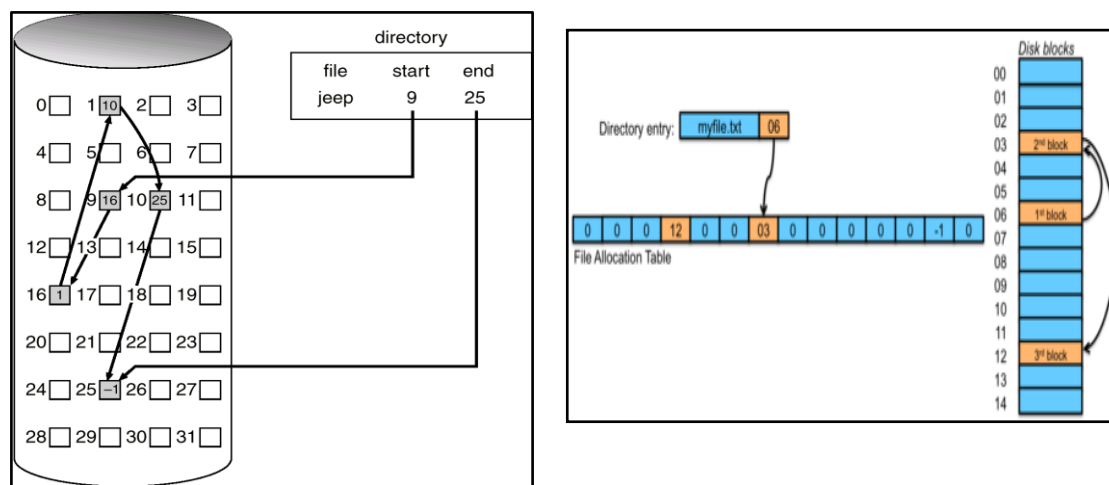 directory
file start end
jeep 9 25
0 1 10 2 3
4 5 6 7
8 9 16 10 25 11
12 13 14 15
16 1 17 18 19
20 21 22 23
24 25 –1 26 27
28 29 30 31
Disk blocks
Directory entry: myfile.txt 06
0 0 0 12 0 0 03 0 0 0 0 0 -1 0
File Allocation Table
00
01
02
03 2nd block
04
05
06 1st block
07
08
09
10
11
12 3rd block
13
14